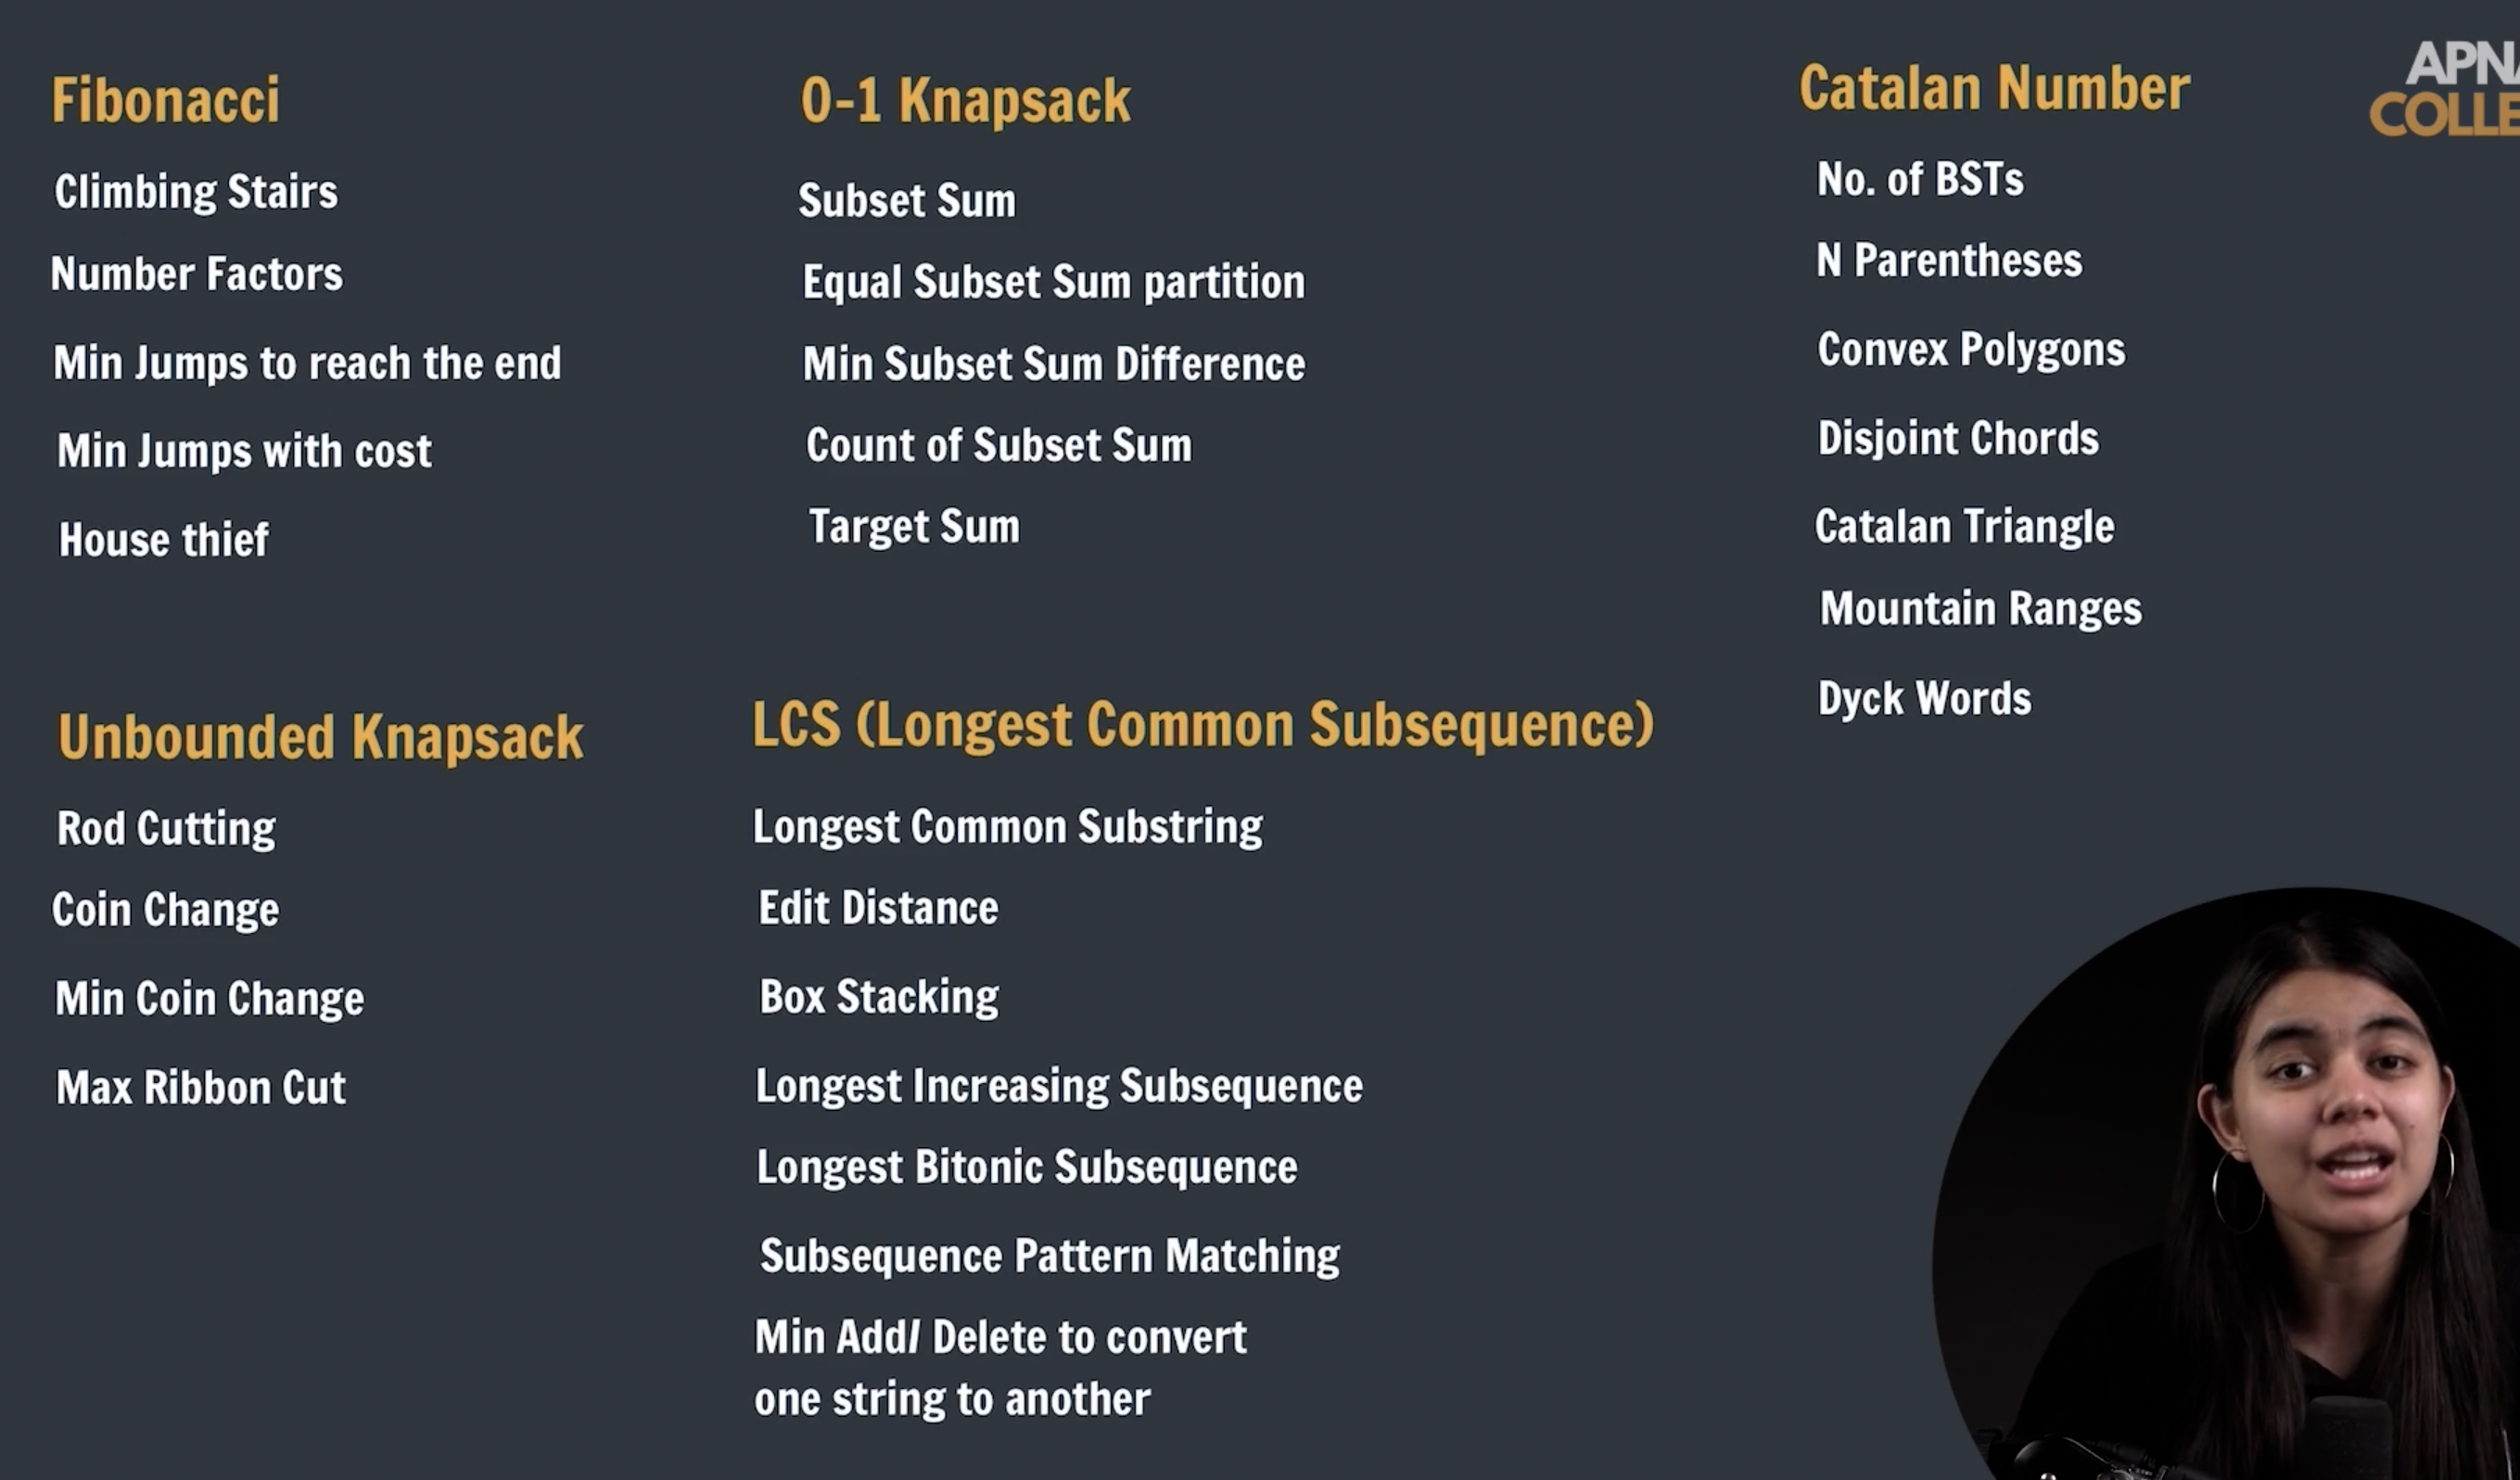 Fibonacci
Climbing Stairs
Number Factors
Min Jumps to reach the end
Min Jumps with cost
House thief
0-1 Knapsack
Subset Sum
Equal Subset Sum partition
Min Subset Sum Difference
Count of Subset Sum
Target Sum
Catalan Number
No. of BSTs
N Parentheses
Convex Polygons
Disjoint Chords
Catalan Triangle
Mountain Ranges
Dyck Words
Unbounded Knapsack
Rod Cutting
Coin Change
Min Coin Change
Max Ribbon Cut
LCS (Longest Common Subsequence)
Longest Common Substring
Edit Distance
Box Stacking
Longest Increasing Subsequence
Longest Bitonic Subsequence
Subsequence Pattern Matching
Min Add/ Delete to convert
one string to another